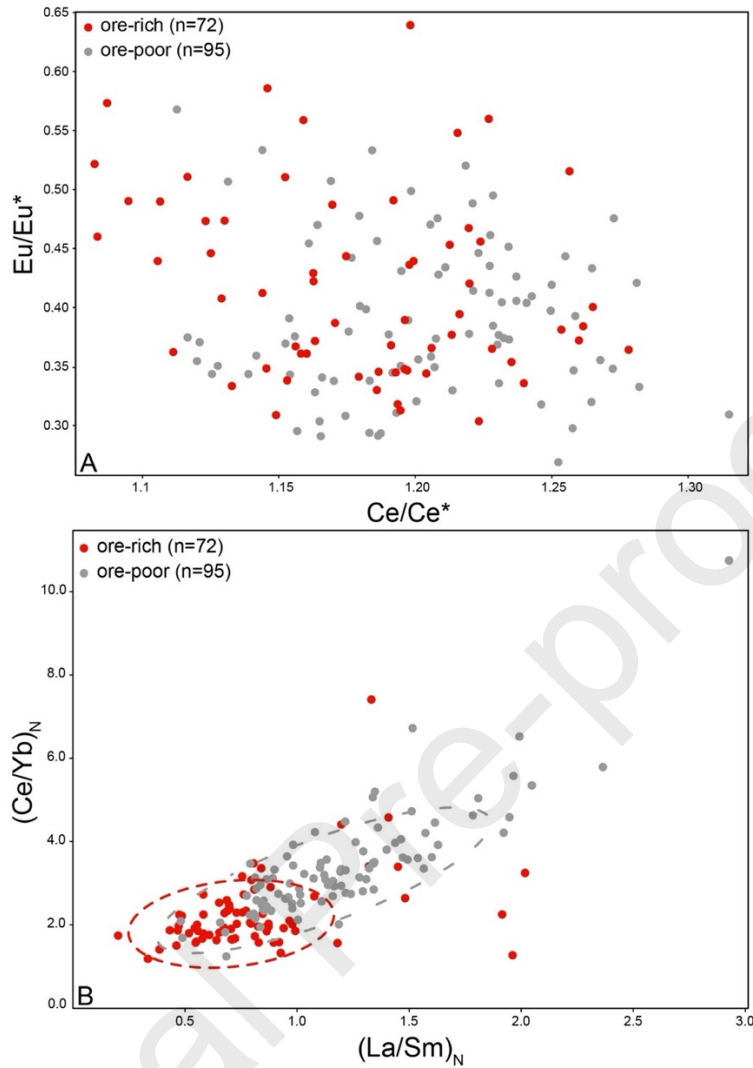 0.65
ore-rich (n=72)
ore-poor (n=95)
0.60
0.55
0.50
0.45
0.40
0.35
0.30
Eu/Eu*
A
1.1
1.15
1.20
1.25
1.30
Ce/Ce*
ore-rich (n=72)
ore-poor (n=95)
10.0
8.0
6.0
4.0
2.0
0.0
(Ce/Yb)N
B
0.5
1.0
1.5
2.0
2.5
3.0
(La/Sm)N
al Pre-proo